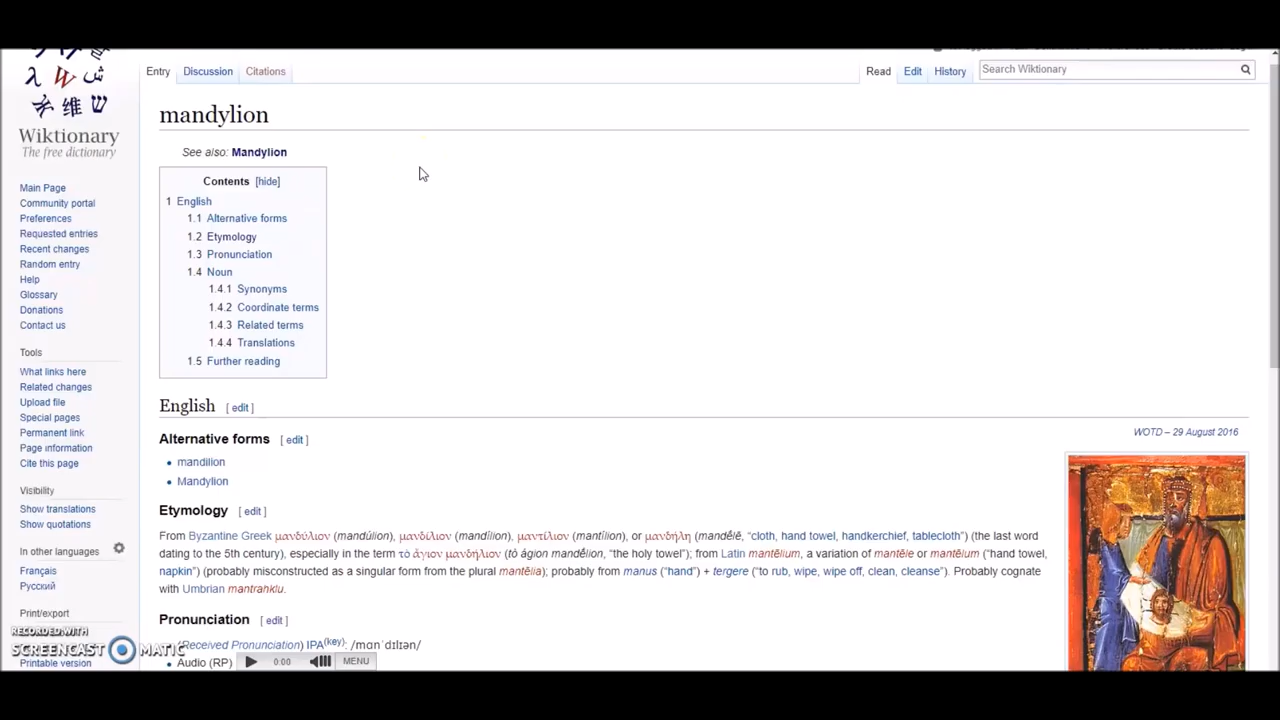 Entry Discussion Citations Read Edit History Search Wiktionary
Wiktionary
The free dictionary
mandylion
See also: Mandylion
Contents [hide]
1 English
1.1 Alternative forms
1.2 Etymology
1.3 Pronunciation
1.4 Noun
1.4.1 Synonyms
1.4.2 Coordinate terms
1.4.3 Related terms
1.4.4 Translations
1.5 Further reading
Main Page
Community portal
Preferences
Requested entries
Recent changes
Random entry
Help
Glossary
Donations
Contact us
Tools
What links here
Related changes
Upload file
Special pages
Permanent link
Page information
Cite this page
Visibility
Show translations
Show quotations
In other languages
Français
Русский
Print/export
RECORDED WITH
SCREENCAST MATIC
Printable version
English [ edit ]
WOTD – 29 August 2016
Alternative forms [ edit ]
mandilion
Mandylion
Etymology [ edit ]
From Byzantine Greek μανδύλιον (mandúlion), μανδίλιον (mandílion), μαντίλιον (mantílion), or μανδήλη (mandḗlē, “cloth, hand towel, handkerchief, tablecloth”) (the last word
dating to the 5th century), especially in the term τὸ ἅγιον μανδήλιον (tò ágion mandḗlion, “the holy towel”); from Latin mantēlium, a variation of mantēle or mantēlum (“hand towel,
napkin”) (probably misconstructed as a singular form from the plural mantēlia); probably from manus (“hand”) + tergere (“to rub, wipe, wipe off, clean, cleanse”). Probably cognate
with Umbrian mantrahklu.
Pronunciation [ edit ]
(Received Pronunciation) IPA(key): /mɑnˈdɪlɪən/
Audio (RP) 0:00 MENU